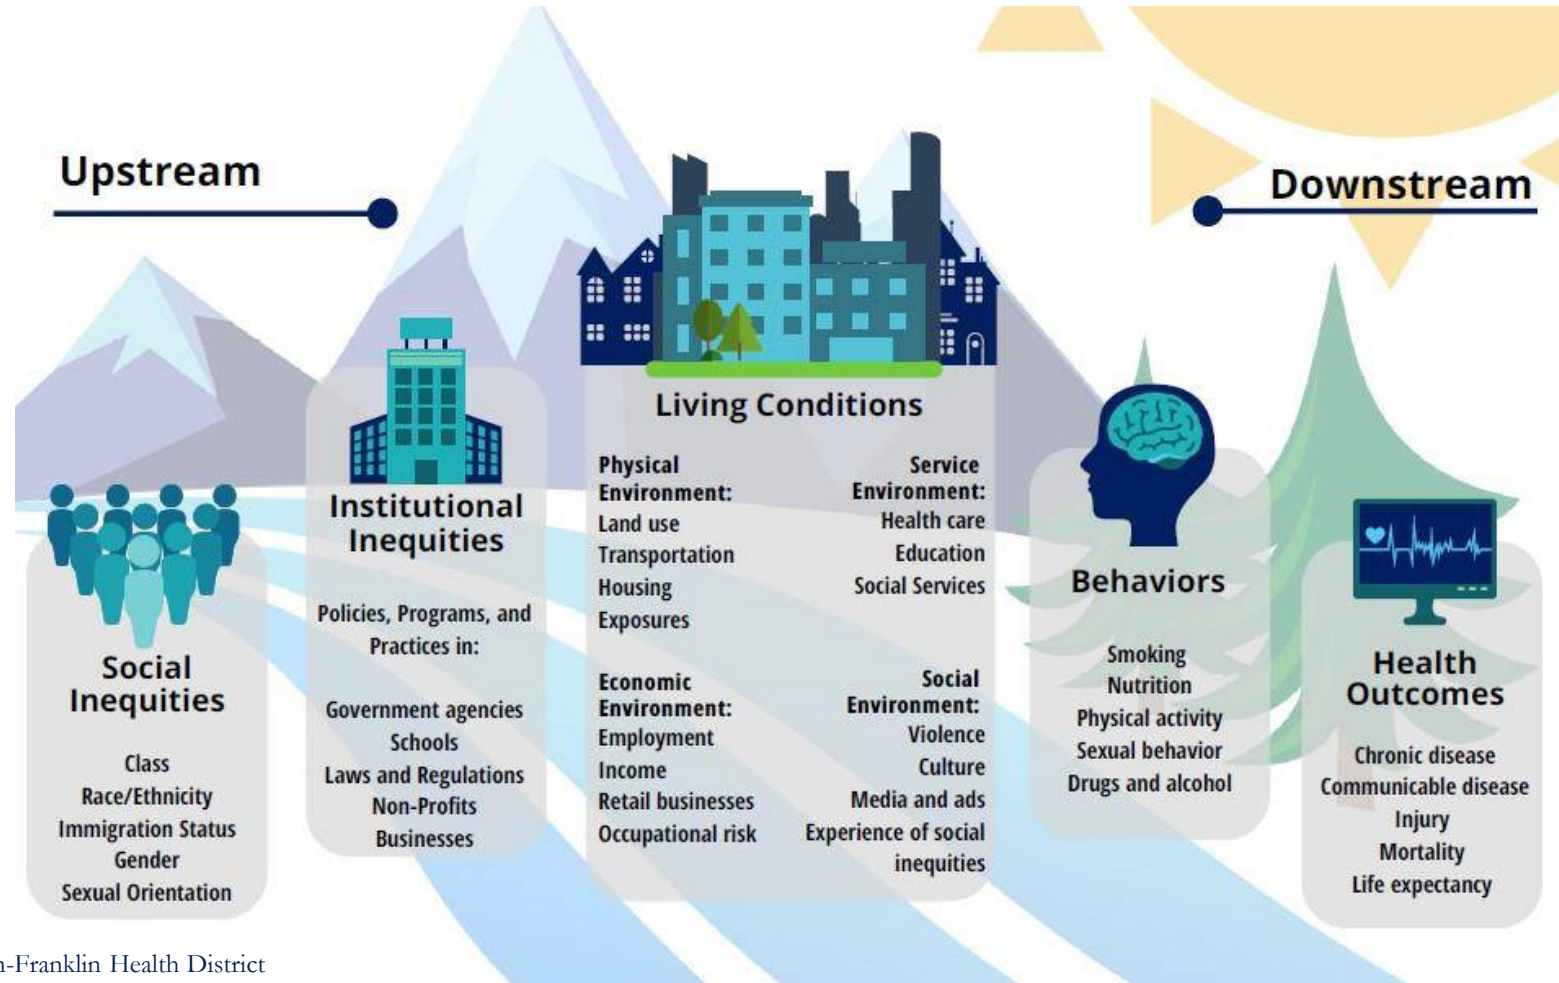 Upstream
Downstream
Social
Inequities
Class
Race/Ethnicity
Immigration Status
Gender
Sexual Orientation
Institutional
Inequities
Policies, Programs, and
Practices in:
Government agencies
Schools
Laws and Regulations
Non-Profits
Businesses
Living Conditions
Physical
Environment:
Land use
Transportation
Housing
Exposures
Service
Environment:
Health care
Education
Social Services
Economic
Environment:
Employment
Income
Retail businesses
Occupational risk
Social
Environment:
Violence
Culture
Media and ads
Experience of social
inequities
Behaviors
Smoking
Nutrition
Physical activity
Sexual behavior
Drugs and alcohol
Health
Outcomes
Chronic disease
Communicable disease
Injury
Mortality
Life expectancy
n-Franklin Health District